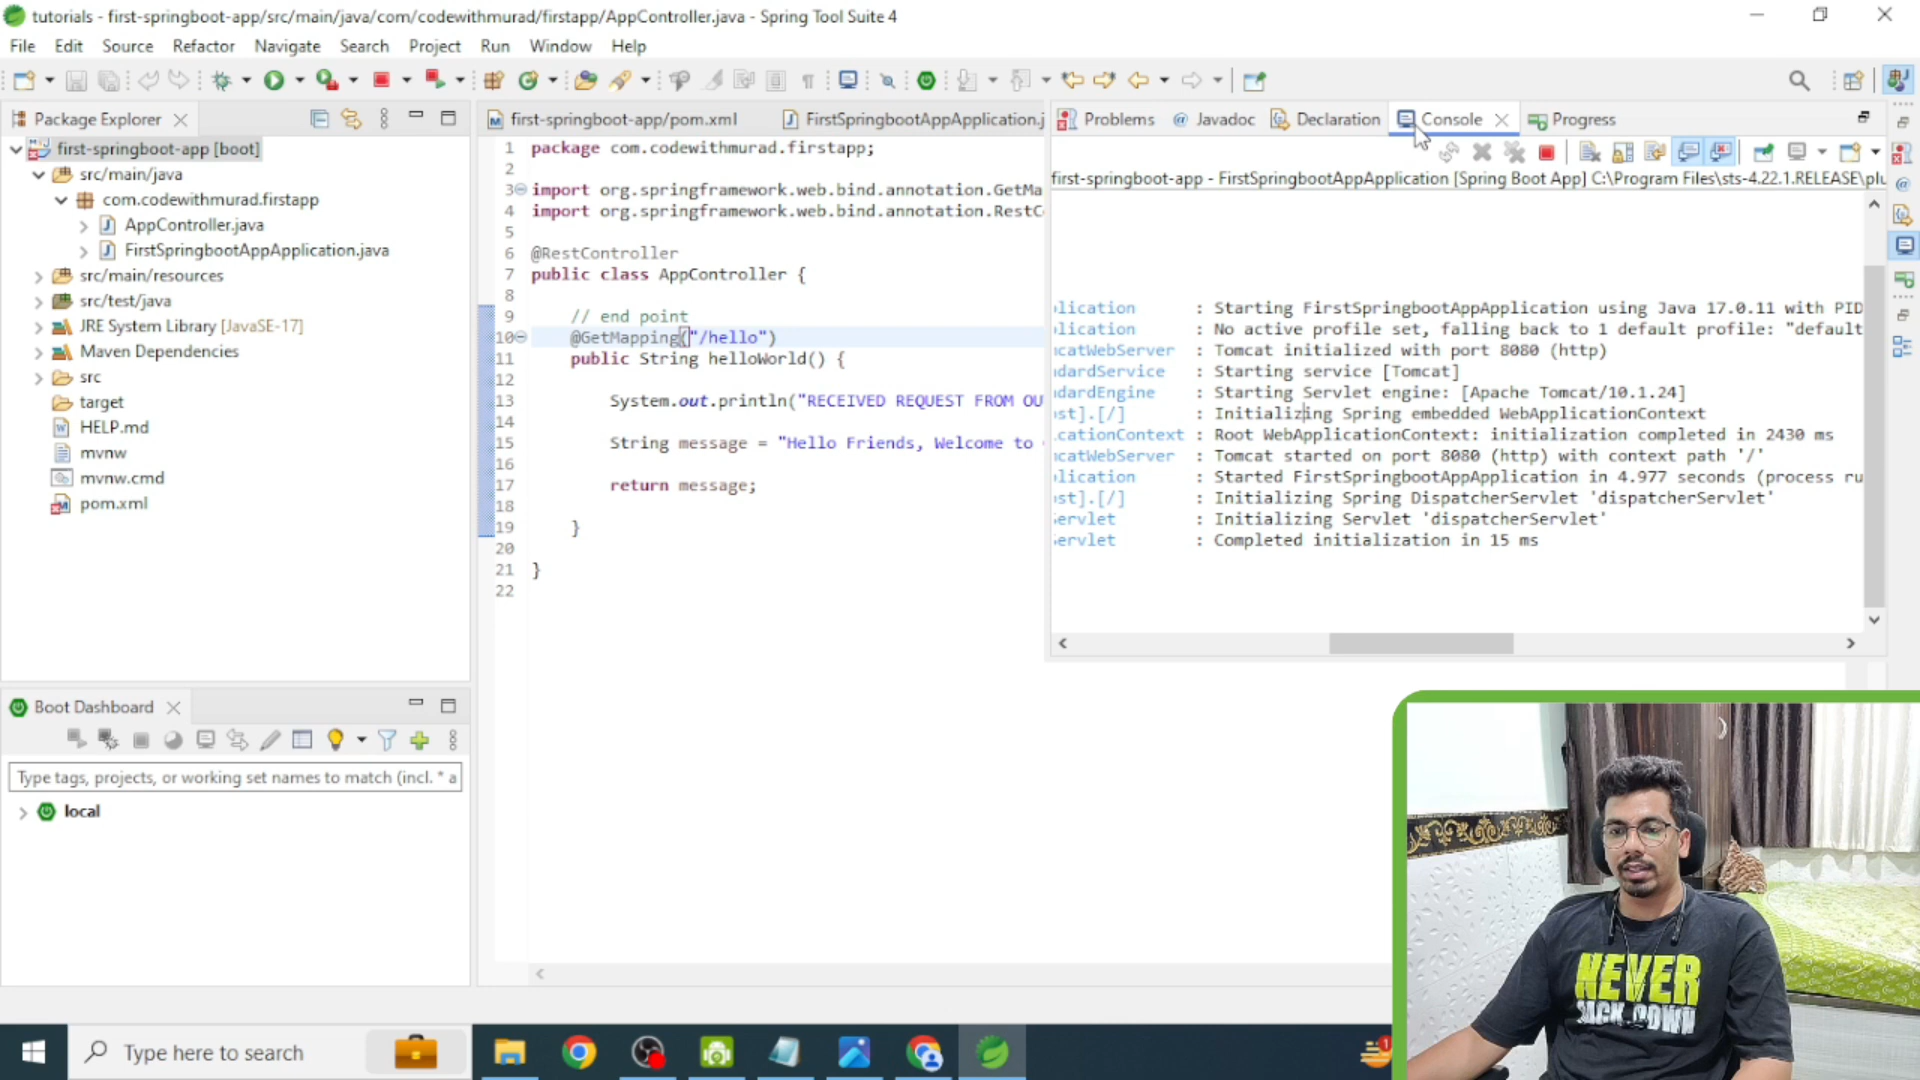 tutorials - first-springboot-app/src/main/java/com/codewithmurad/firstapp/AppController.java - Spring Tool Suite 4
File Edit Source Refactor Navigate Search Project Run Window Help
Package Explorer
first-springboot-app [boot]
src/main/java
com.codewithmurad.firstapp
AppController.java
FirstSpringbootAppApplication.java
src/main/resources
src/test/java
JRE System Library [JavaSE-17]
Maven Dependencies
src
target
HELP.md
mvnw
mvnw.cmd
pom.xml
Boot Dashboard
Type tags, projects, or working set names to match (incl. * a
local
first-springboot-app/pom.xml
FirstSpringbootAppApplication.j
1 package com.codewithmurad.firstapp;
2
3 import org.springframework.web.bind.annotation.GetMa
4 import org.springframework.web.bind.annotation.RestC
5
6 @RestController
7 public class AppController {
8
9 // end point
10 @GetMapping("/hello")
11 public String helloWorld() {
12
13 System.out.println("RECEIVED REQUEST FROM OU
14
15 String message = "Hello Friends, Welcome to
16
17 return message;
18
19 }
20
21 }
22
Problems Javadoc Declaration Console Progress
first-springboot-app - FirstSpringbootAppApplication [Spring Boot App] C:\Program Files\sts-4.22.1.RELEASE\plu
lication : Starting FirstSpringbootAppApplication using Java 17.0.11 with PID
lication : No active profile set, falling back to 1 default profile: "default
catWebServer : Tomcat initialized with port 8080 (http)
dardService : Starting service [Tomcat]
dardEngine : Starting Servlet engine: [Apache Tomcat/10.1.24]
st].[/] : Initializing Spring embedded WebApplicationContext
cationContext : Root WebApplicationContext: initialization completed in 2430 ms
catWebServer : Tomcat started on port 8080 (http) with context path '/'
lication : Started FirstSpringbootAppApplication in 4.977 seconds (process ru
st].[/] : Initializing Spring DispatcherServlet 'dispatcherServlet'
ervlet : Initializing Servlet 'dispatcherServlet'
ervlet : Completed initialization in 15 ms
NEVER
BACK DOWN
Type here to search
1